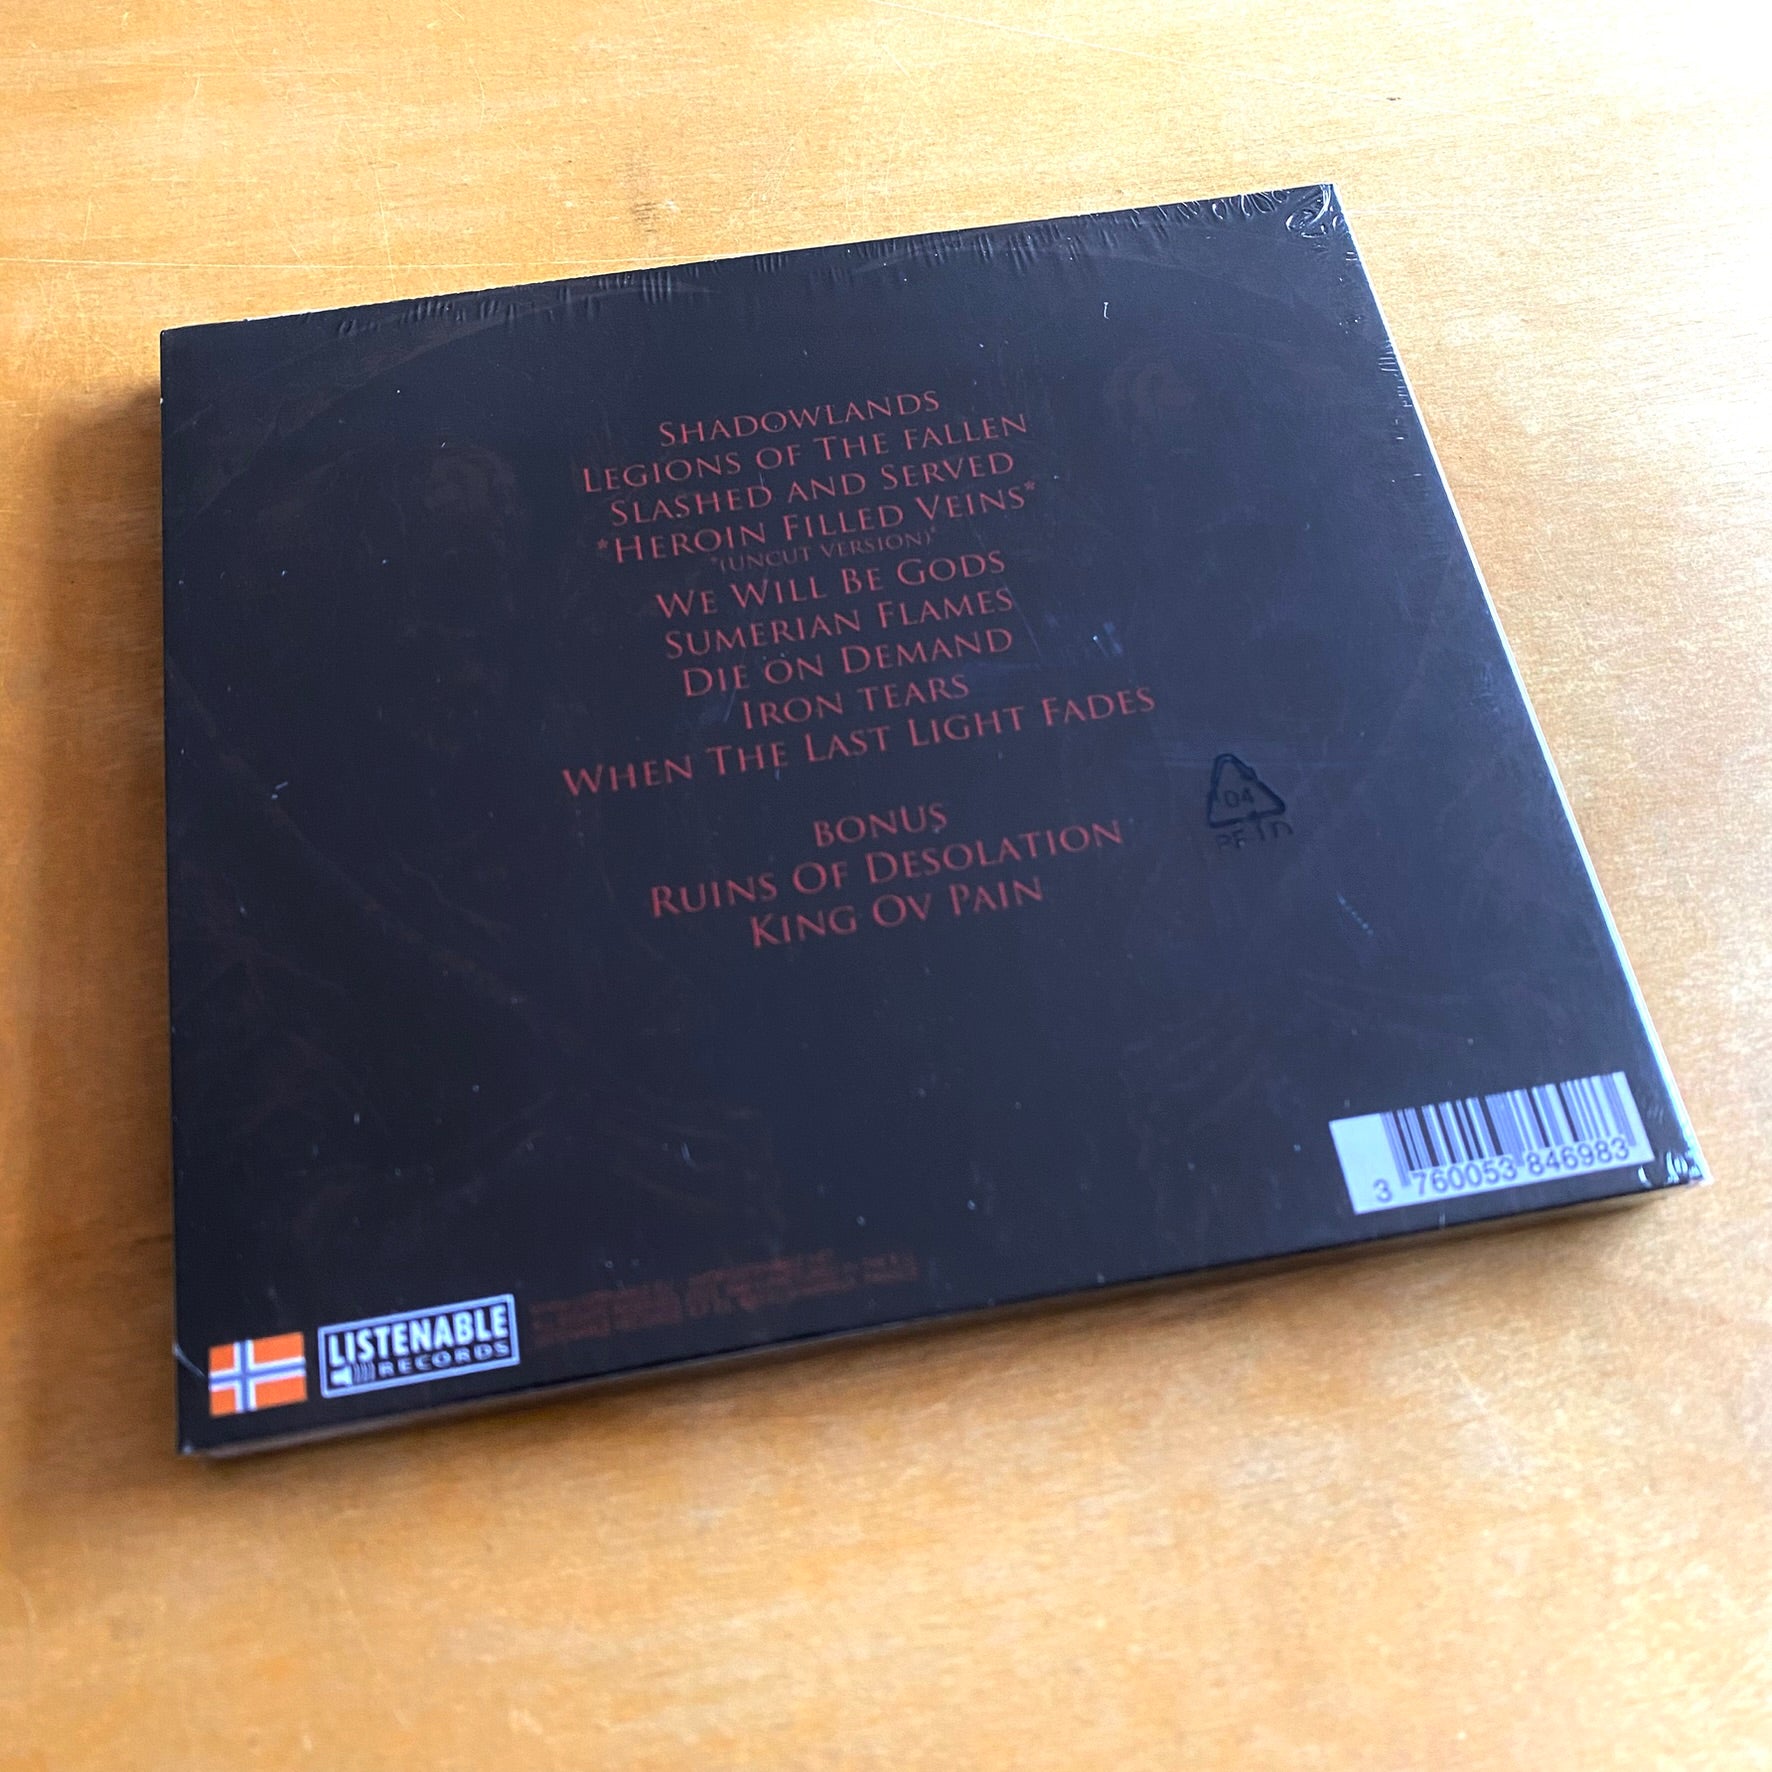 Shadowlands
Legions of The fallen
Slashed and Served
*Heroin Filled Veins*
*(uncut version)*
We Will Be Gods
Sumerian Flames
Die on Demand
Iron tears
When The Last Light Fades
bonus
Ruins Of Desolation
King Ov Pain
04
3 760053 846983
LISTENABLE
RECORDS